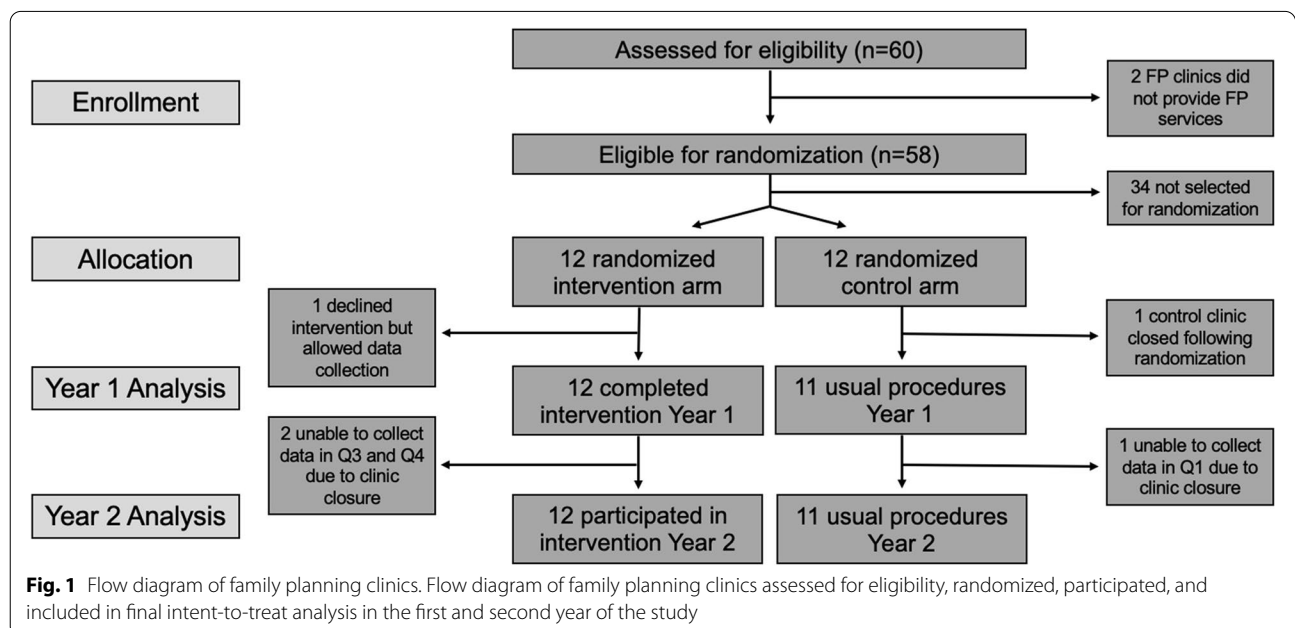 Assessed for eligibility (n=60)
Enrollment
2 FP clinics did
not provide FP
services
Eligible for randomization (n=58)
34 not selected
for randomization
Allocation
12 randomized
intervention arm
12 randomized
control arm
1 declined
intervention but
allowed data
collection
1 control clinic
closed following
randomization
Year 1 Analysis
12 completed
intervention Year 1
11 usual procedures
Year 1
2 unable to collect
data in Q3 and Q4
due to clinic
closure
1 unable to collect
data in Q1 due to
clinic closure
Year 2 Analysis
12 participated in
intervention Year 2
11 usual procedures
Year 2
Fig. 1 Flow diagram of family planning clinics. Flow diagram of family planning clinics assessed for eligibility, randomized, participated, and
included in final intent-to-treat analysis in the first and second year of the study